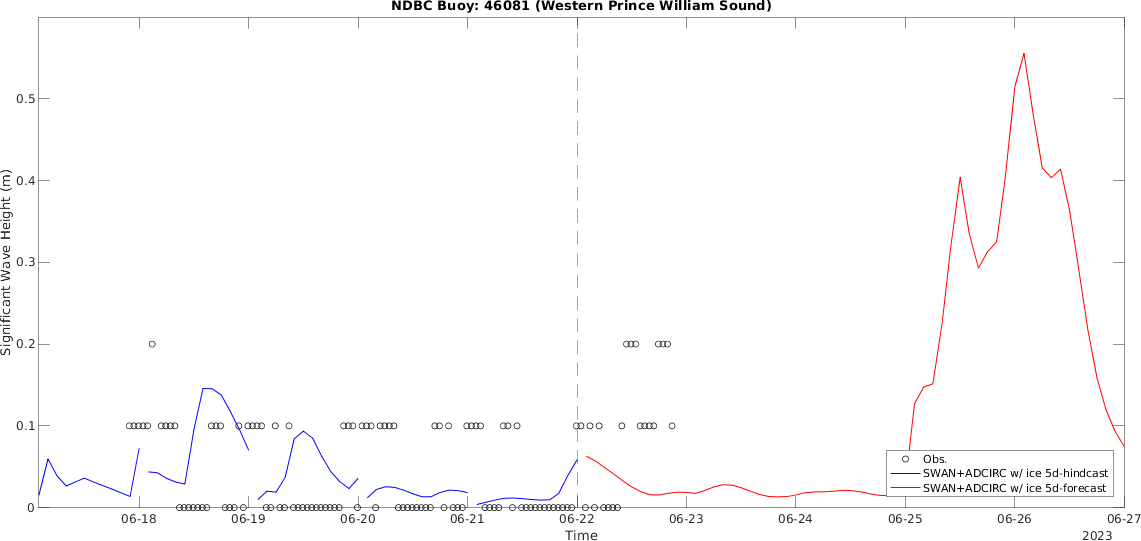 NDBC Buoy: 46081 (Western Prince William Sound)
Significant Wave Height (m)
0.5
0.4
0.3
0.2
0.1
0
06-18 06-19 06-20 06-21 06-22 06-23 06-24 06-25 06-26 06-27
Time
2023
Obs.
SWAN+ADCIRC w/ ice 5d-hindcast
SWAN+ADCIRC w/ ice 5d-forecast